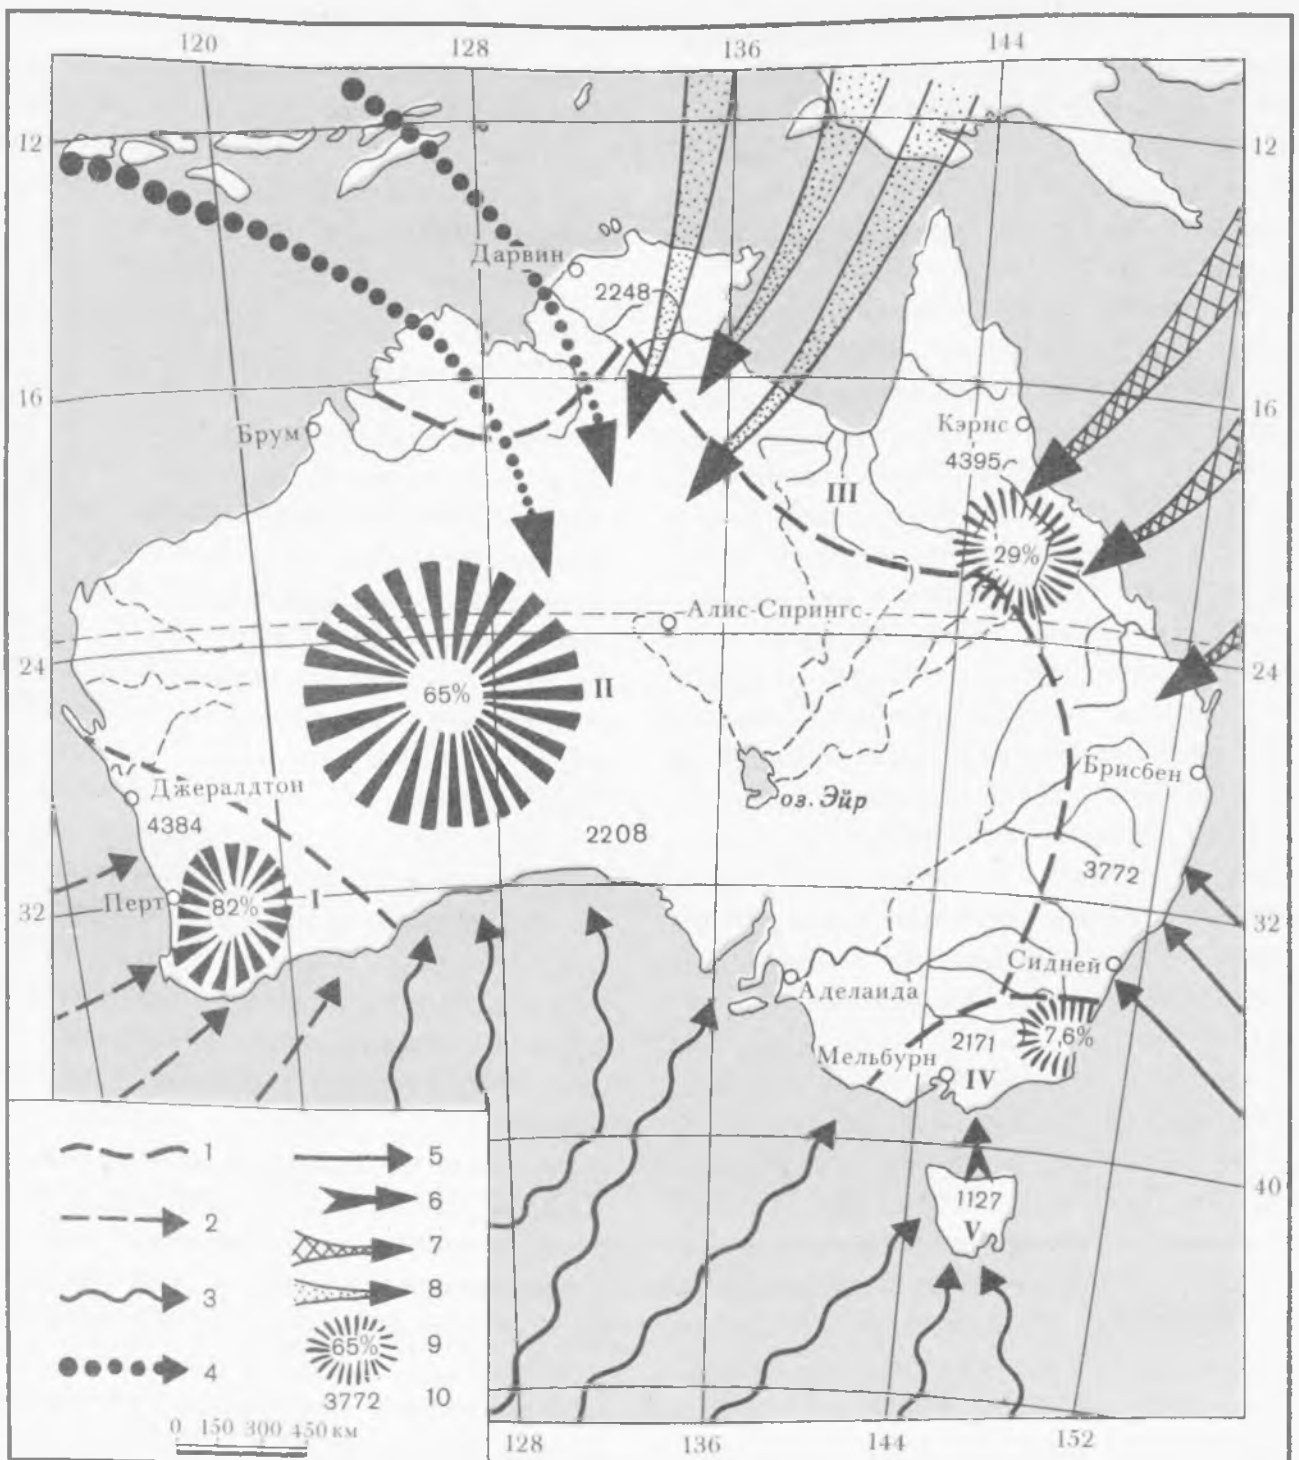 120 128 136 144
12 12
Дарвин
2248
16 16
Брум
Кэрнс
4395
III
29%
Алис-Спрингс
24 24
65% II
Брисбен
Джералдтон
оз. Эйр
4384
2208
3772
Перт 82% I
32 32
Сидней
Аделаида
Мельбурн 2171 7,6%
IV
1 5
6
40
1127
2
V
7
3 8
65% 9
4
3772 10
0 150 300 450 км
128 136 144 152